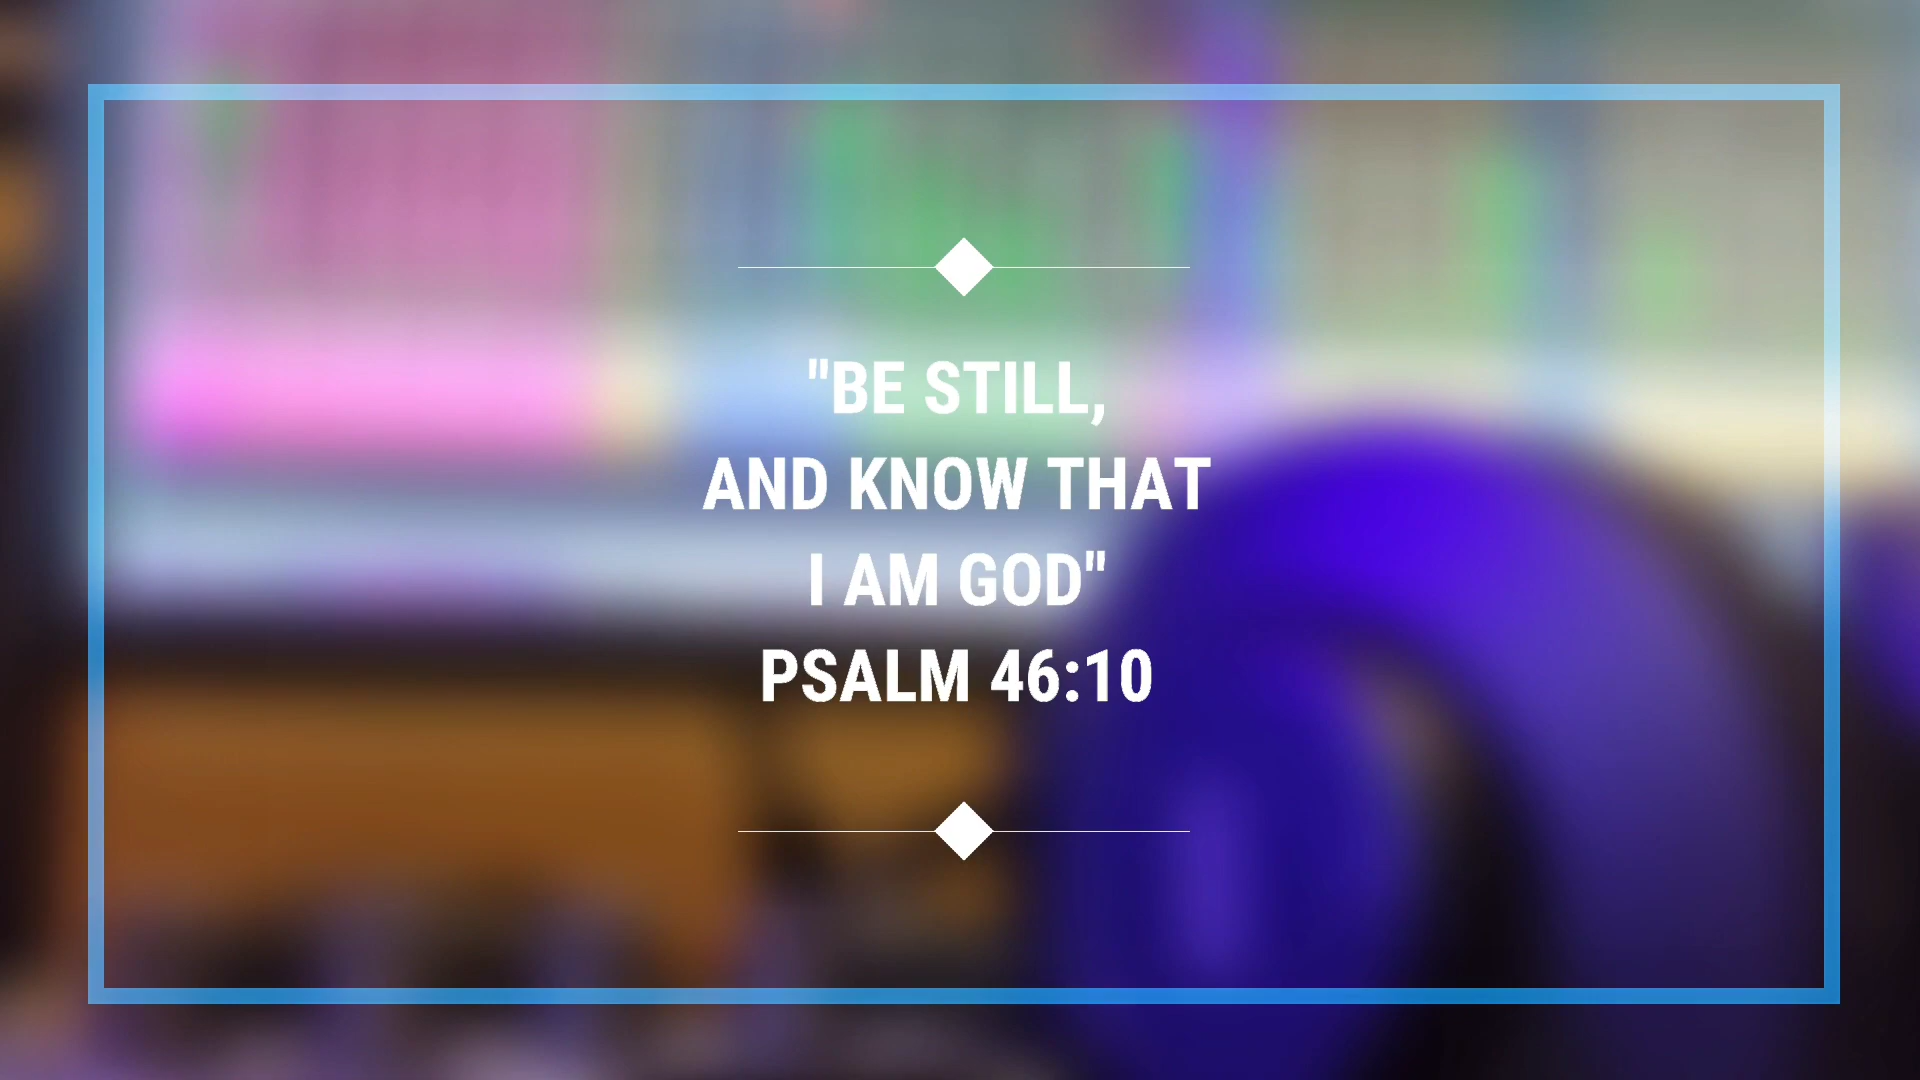 "BE STILL,
AND KNOW THAT
I AM GOD"
PSALM 46:10